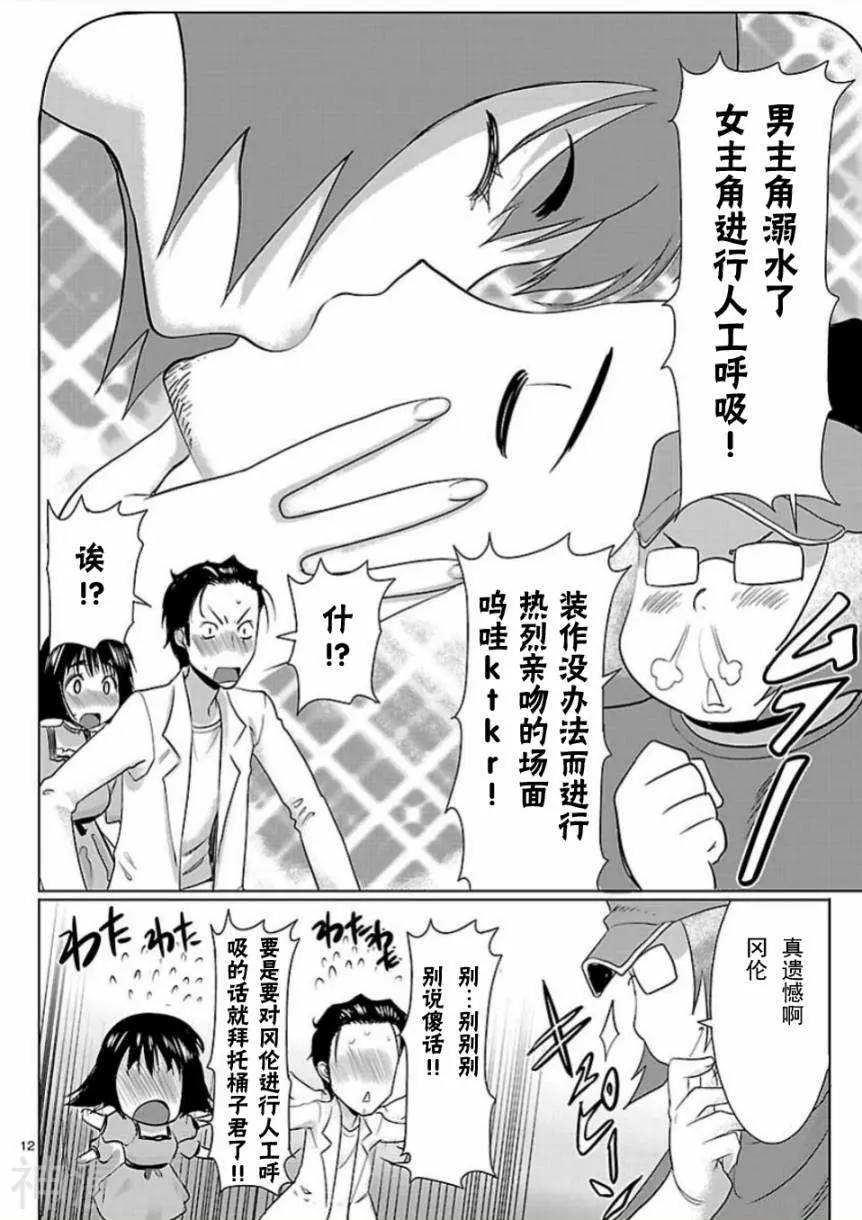 男主角溺水了
女主角进行人工呼吸！
ムフー
装作没办法而进行
热烈亲吻的场面
呜哇ktkr！
什!?
诶!?
真遗憾啊
冈伦
别…别别别
别说傻话!!
わたわた
要是要对冈伦进行人工呼
吸的话就拜托桶子君了!!
わた
わた
12